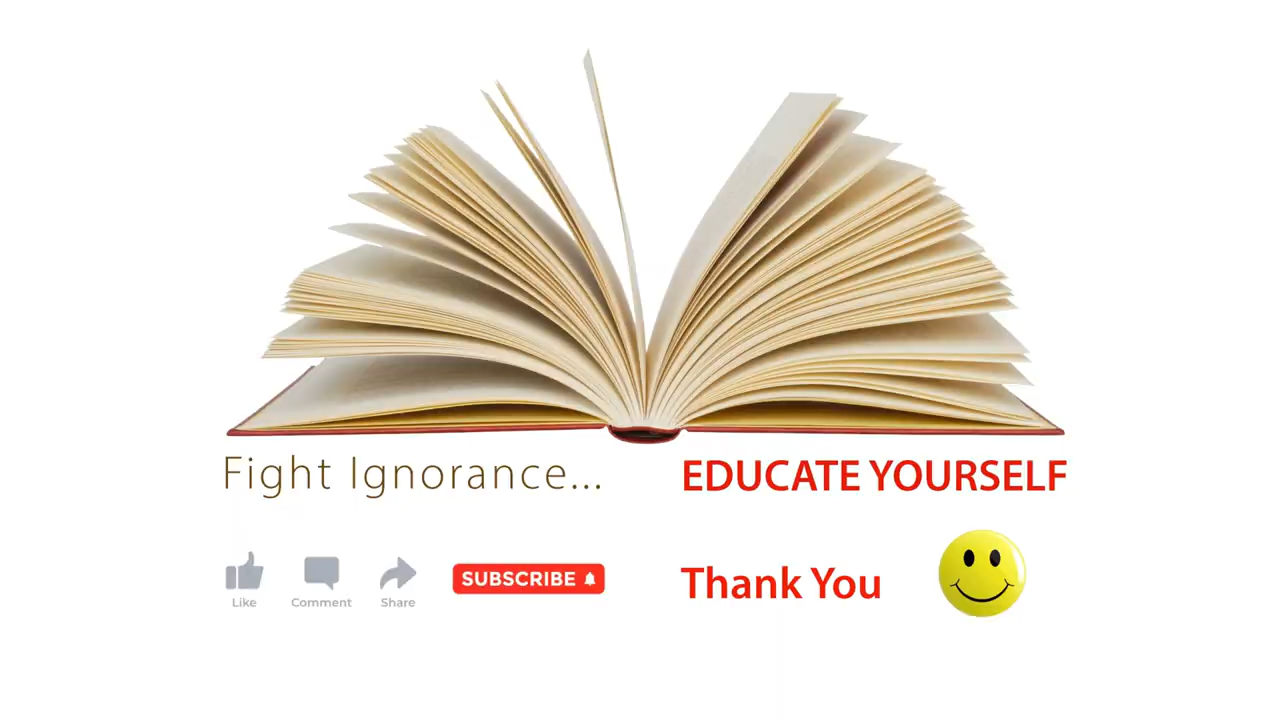 Fight Ignorance...
EDUCATE YOURSELF
Like
Comment
Share
SUBSCRIBE
Thank You